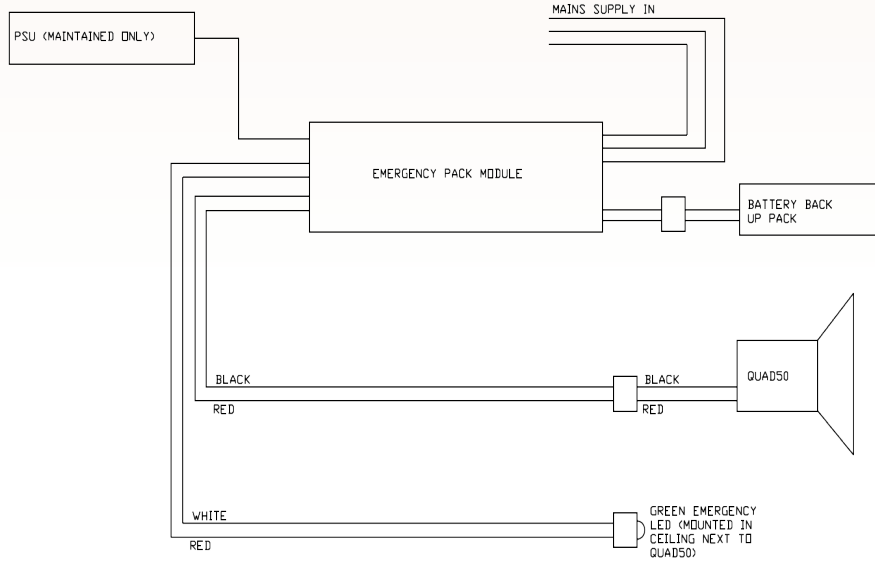 MAINS SUPPLY IN
PSU (MAINTAINED ONLY)
EMERGENCY PACK MODULE
BATTERY BACK
UP PACK
BLACK
BLACK
QUAD50
RED
RED
WHITE
RED
GREEN EMERGENCY
LED (MOUNTED IN
CEILING NEXT TO
QUAD50)